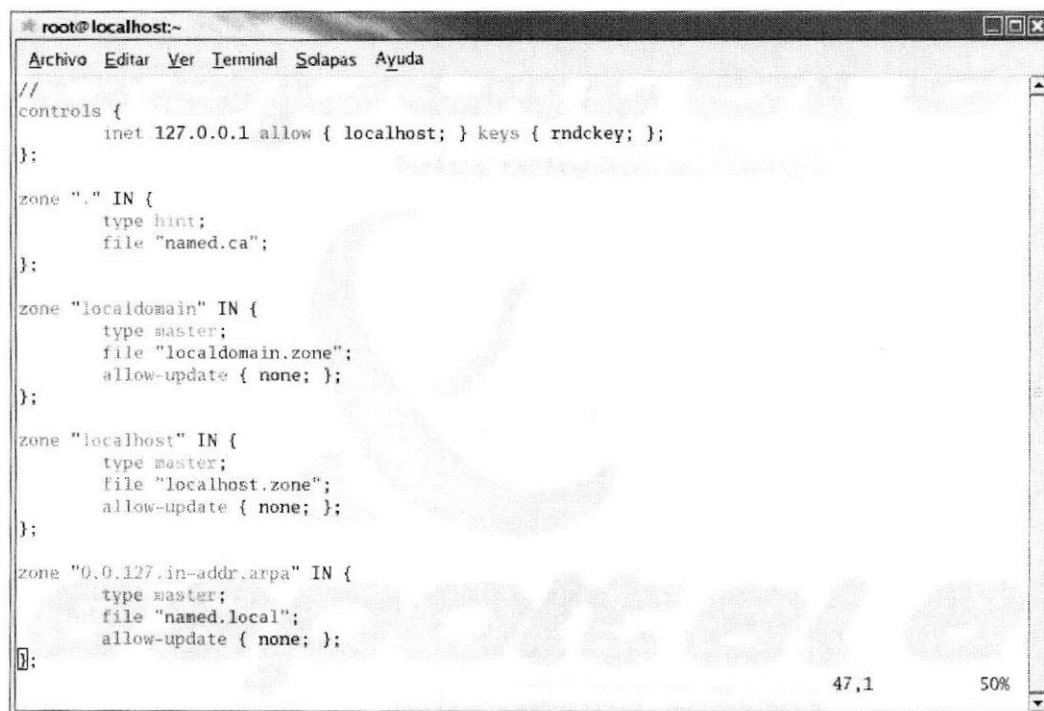 root@localhost:~
Archivo Editar Ver Terminal Solapas Ayuda
//
controls {
        inet 127.0.0.1 allow { localhost; } keys { rndckey; };
};

zone "." IN {
        type hint;
        file "named.ca";
};

zone "localdomain" IN {
        type master;
        file "localdomain.zone";
        allow-update { none; };
};

zone "localhost" IN {
        type master;
        file "localhost.zone";
        allow-update { none; };
};

zone "0.0.127.in-addr.arpa" IN {
        type master;
        file "named.local";
        allow-update { none; };
};
47,1 50%